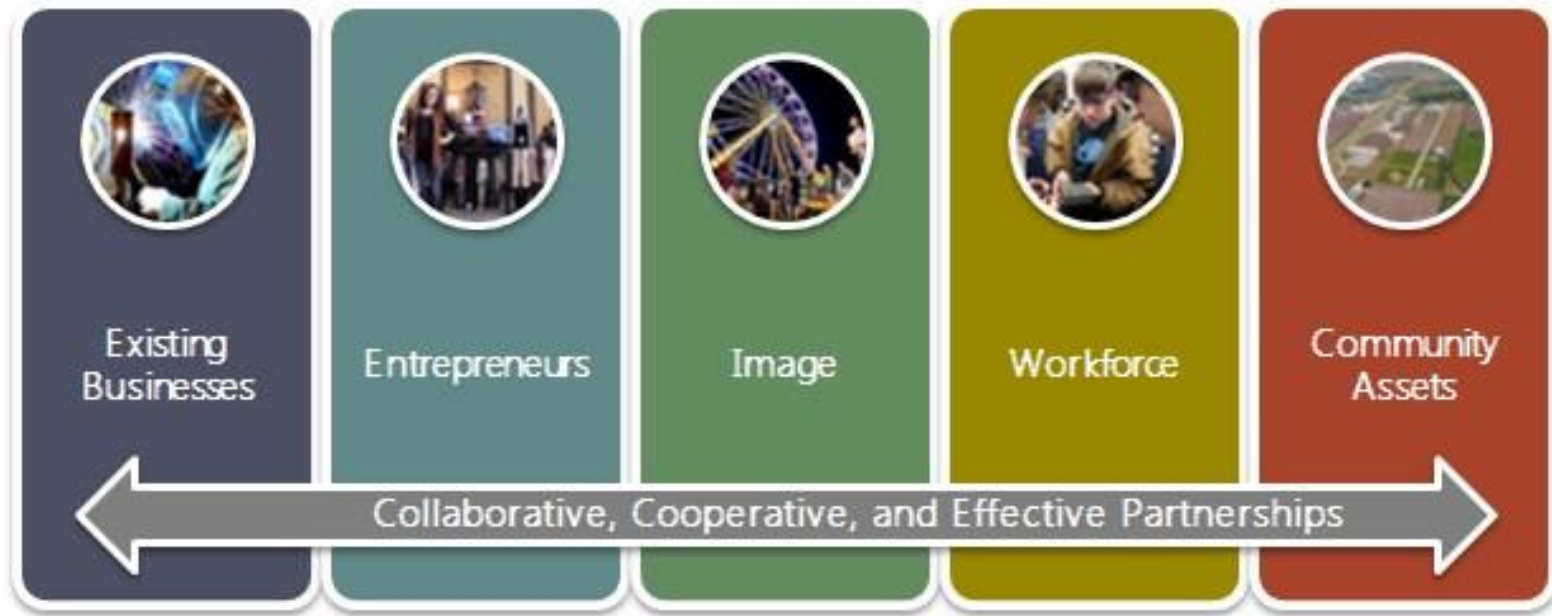 Existing
Businesses
Entrepreneurs
Image
Workforce
Community
Assets
Collaborative, Cooperative, and Effective Partnerships